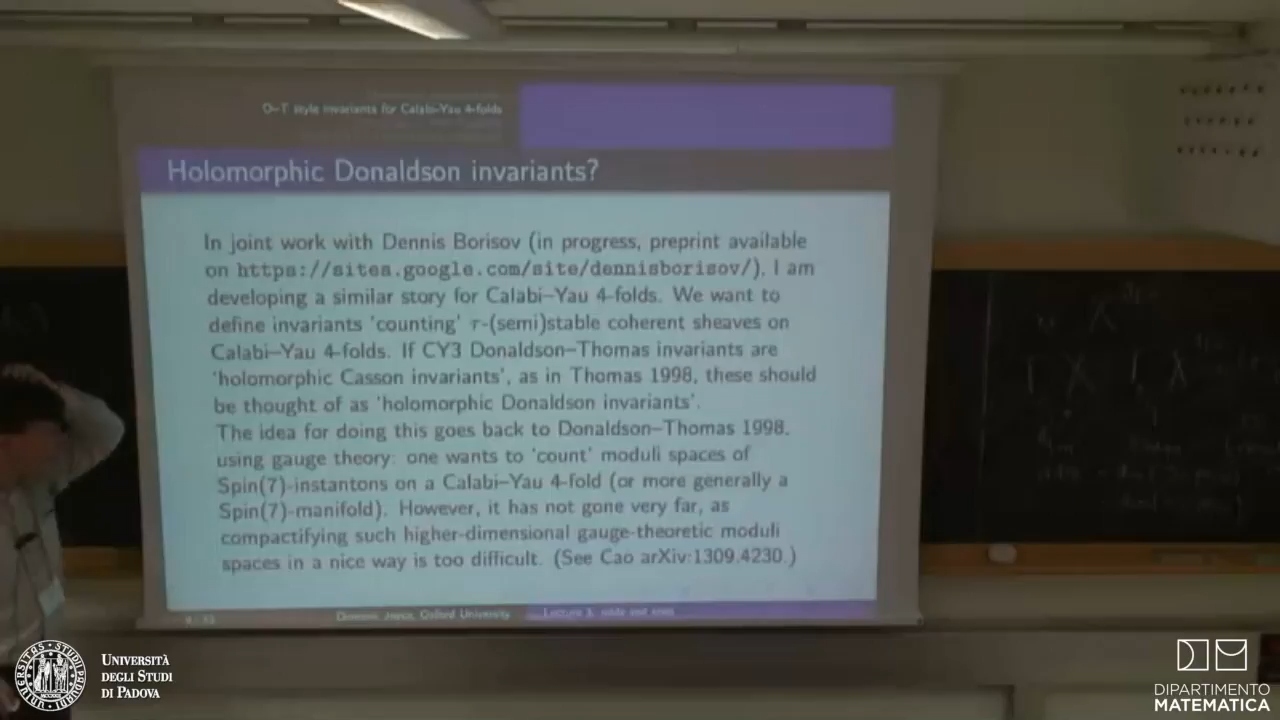 D–T style invariants for Calabi–Yau 4-folds
Holomorphic Donaldson invariants?
In joint work with Dennis Borisov (in progress, preprint available
on https://sites.google.com/site/dennisborisov/), I am
developing a similar story for Calabi–Yau 4-folds. We want to
define invariants ‘counting’ τ-(semi)stable coherent sheaves on
Calabi–Yau 4-folds. If CY3 Donaldson–Thomas invariants are
‘holomorphic Casson invariants’, as in Thomas 1998, these should
be thought of as ‘holomorphic Donaldson invariants’.
The idea for doing this goes back to Donaldson–Thomas 1998,
using gauge theory: one wants to ‘count’ moduli spaces of
Spin(7)-instantons on a Calabi–Yau 4-fold (or more generally a
Spin(7)-manifold). However, it has not gone very far, as
compactifying such higher-dimensional gauge-theoretic moduli
spaces in a nice way is too difficult. (See Cao arXiv:1309.4230.)
Dominic Joyce, Oxford University
Lecture 3,
UNIVERSITÀ
DEGLI STUDI
DI PADOVA
DIPARTIMENTO
MATEMATICA